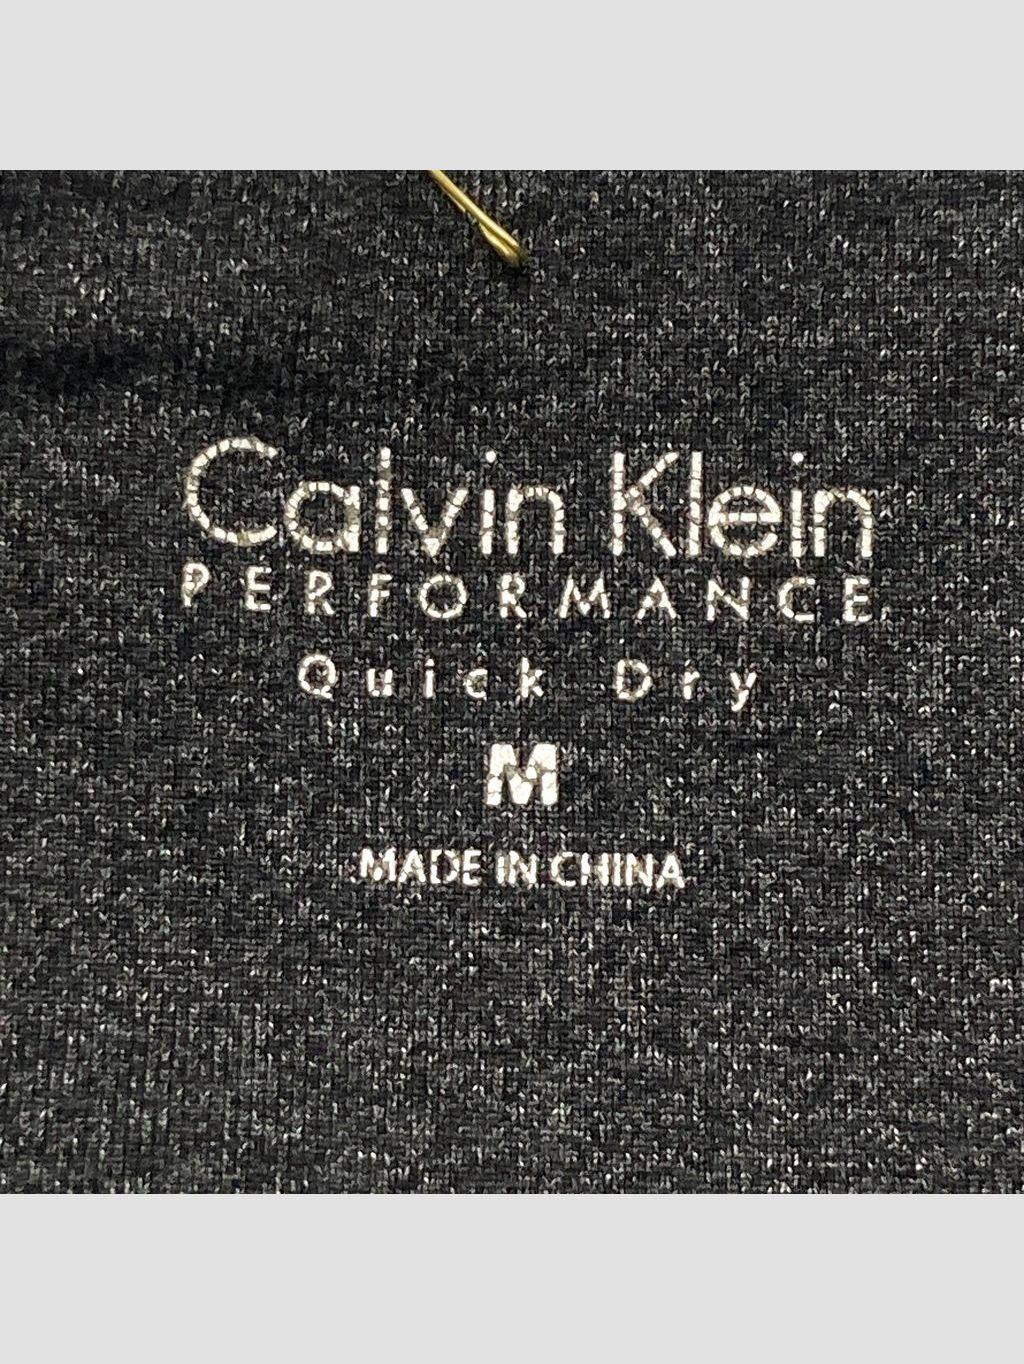 Calvin Klein
PERFORMANCE
Quick Dry
M
MADE IN CHINA